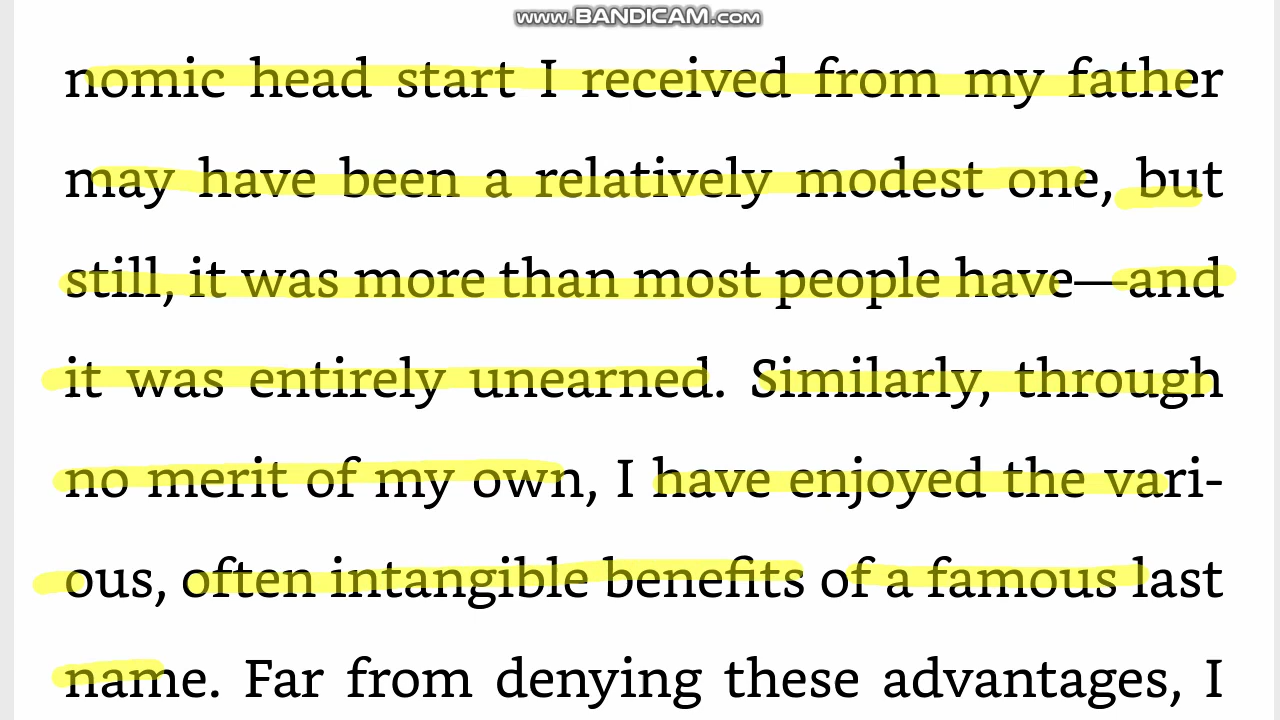 www.BANDICAM.com
nomic head start I received from my father
may have been a relatively modest one, but
still, it was more than most people have—and
it was entirely unearned. Similarly, through
no merit of my own, I have enjoyed the vari-
ous, often intangible benefits of a famous last
name. Far from denying these advantages, I